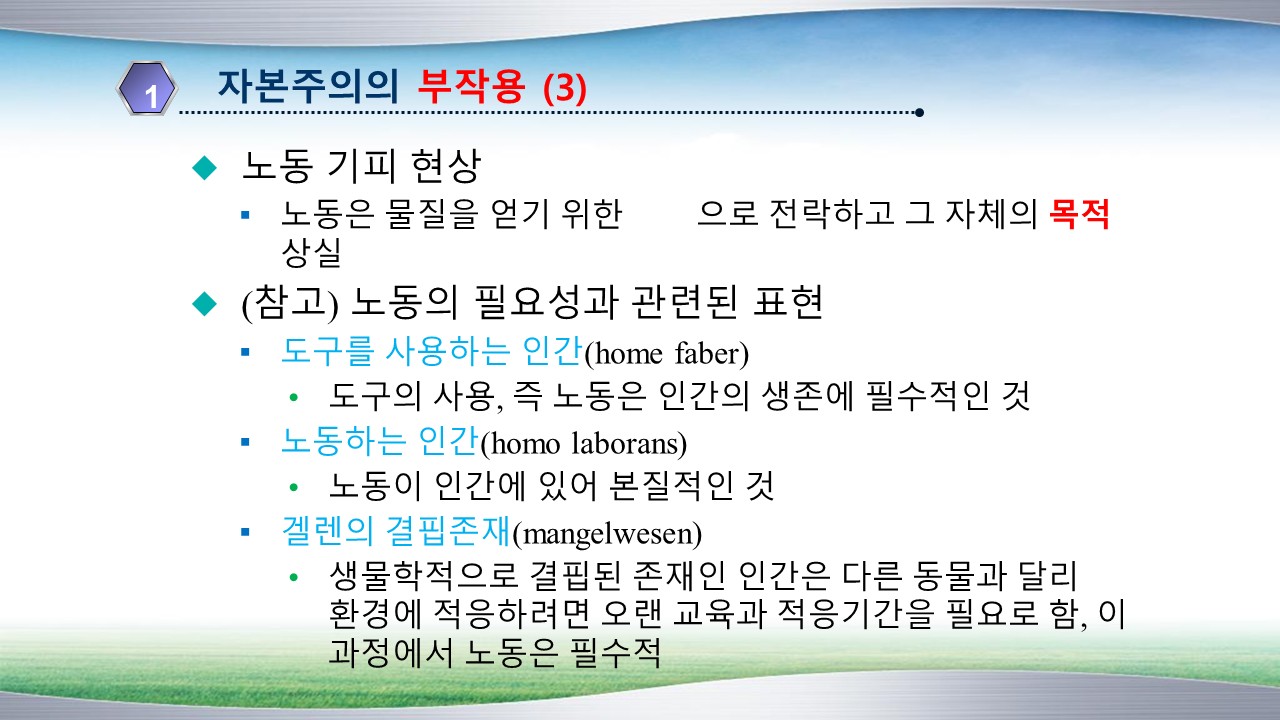 1 자본주의의 부작용 (3)
노동 기피 현상
노동은 물질을 얻기 위한 으로 전락하고 그 자체의 목적
상실
(참고) 노동의 필요성과 관련된 표현
도구를 사용하는 인간(home faber)
도구의 사용, 즉 노동은 인간의 생존에 필수적인 것
노동하는 인간(homo laborans)
노동이 인간에 있어 본질적인 것
겔렌의 결핍존재(mangelwesen)
생물학적으로 결핍된 존재인 인간은 다른 동물과 달리
환경에 적응하려면 오랜 교육과 적응기간을 필요로 함, 이
과정에서 노동은 필수적